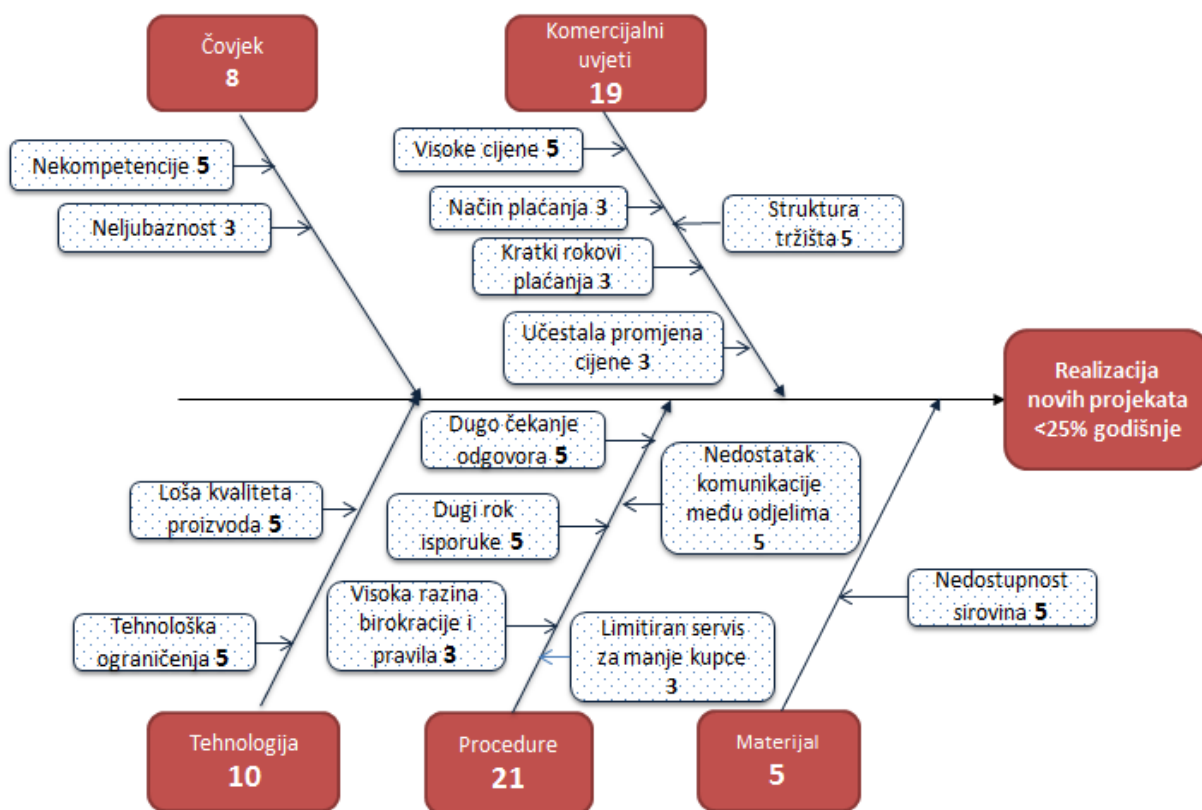 Čovjek
8
Komercijalni
uvjeti
19
Nekompetencije 5
Neljubaznost 3
Visoke cijene 5
Način plaćanja 3
Struktura
tržišta 5
Kratki rokovi
plaćanja 3
Učestala promjena
cijene 3
Realizacija
novih projekata
<25% godišnje
Dugo čekanje
odgovora 5
Nedostatak
komunikacije
među odjelima
5
Loša kvaliteta
proizvoda 5
Dugi rok
isporuke 5
Visoka razina
birokracije i
pravila 3
Nedostupnost
sirovina 5
Tehnološka
ograničenja 5
Limitiran servis
za manje kupce
3
Tehnologija
10
Procedure
21
Materijal
5